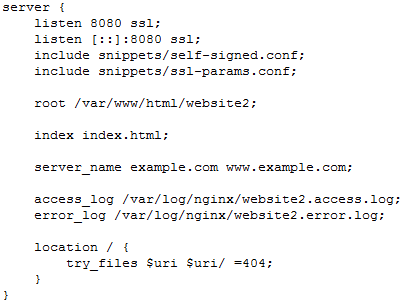 server {
    listen 8080 ssl;
    listen [::]:8080 ssl;
    include snippets/self-signed.conf;
    include snippets/ssl-params.conf;

    root /var/www/html/website2;

    index index.html;

    server_name example.com www.example.com;

    access_log /var/log/nginx/website2.access.log;
    error_log /var/log/nginx/website2.error.log;

    location / {
        try_files $uri $uri/ =404;
    }
}